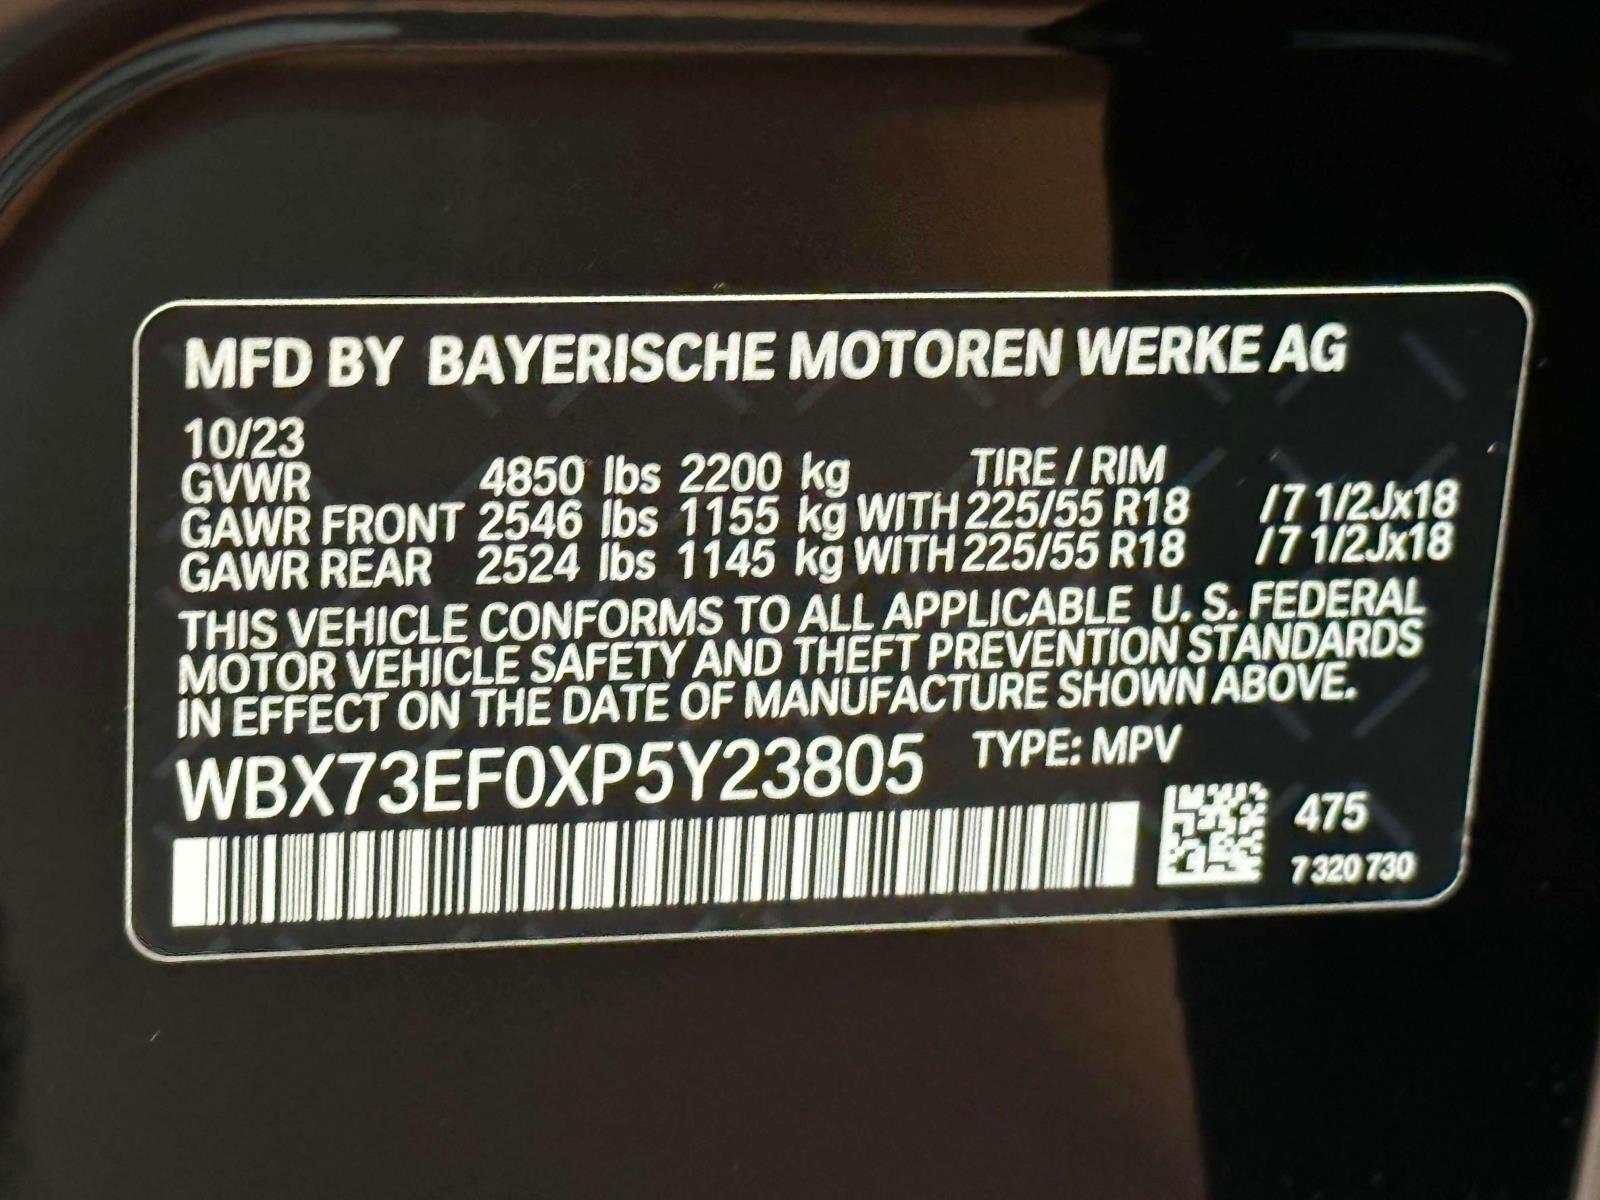 MFD BY BAYERISCHE MOTOREN WERKE AG
10/23
GVWR 4850 lbs 2200 kg TIRE / RIM
GAWR FRONT 2546 lbs 1155 kg WITH 225/55 R18 /7 1/2Jx18
GAWR REAR 2524 lbs 1145 kg WITH 225/55 R18 /7 1/2Jx18
THIS VEHICLE CONFORMS TO ALL APPLICABLE U. S. FEDERAL
MOTOR VEHICLE SAFETY AND THEFT PREVENTION STANDARDS
IN EFFECT ON THE DATE OF MANUFACTURE SHOWN ABOVE.
WBX73EF0XP5Y23805 TYPE: MPV
475
7 320 730